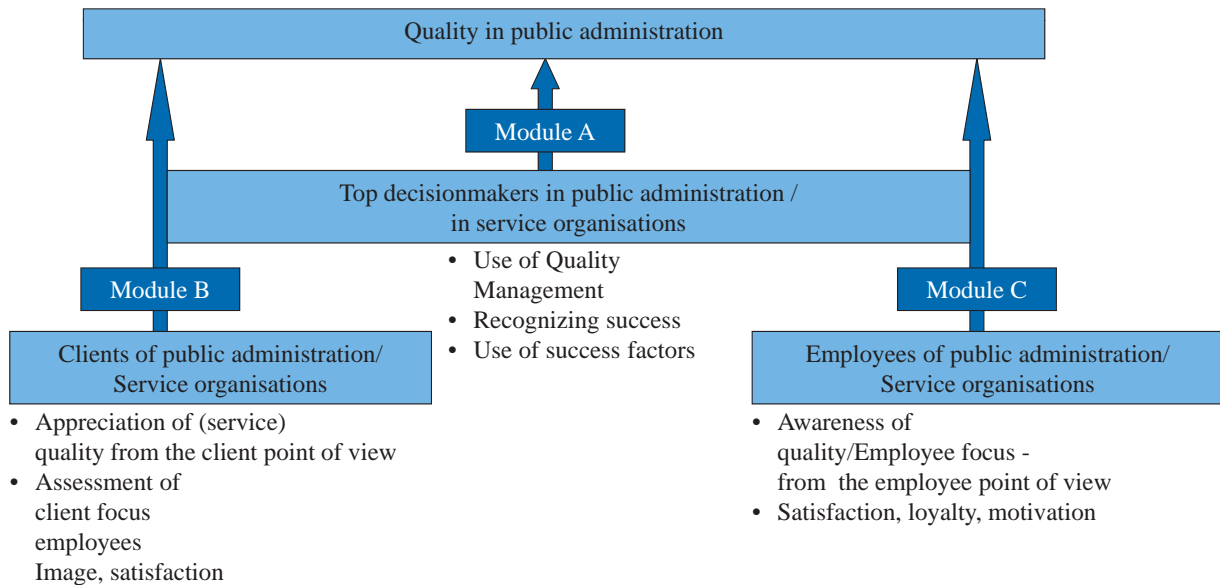 Quality in public administration
Module A
Top decisionmakers in public administration /
in service organisations
• Use of Quality
Management
• Recognizing success
• Use of success factors
Module B
Clients of public administration/
Service organisations
• Appreciation of (service)
quality from the client point of view
• Assessment of
client focus
employees
Image, satisfaction
Module C
Employees of public administration/
Service organisations
• Awareness of
quality/Employee focus -
from the employee point of view
• Satisfaction, loyalty, motivation